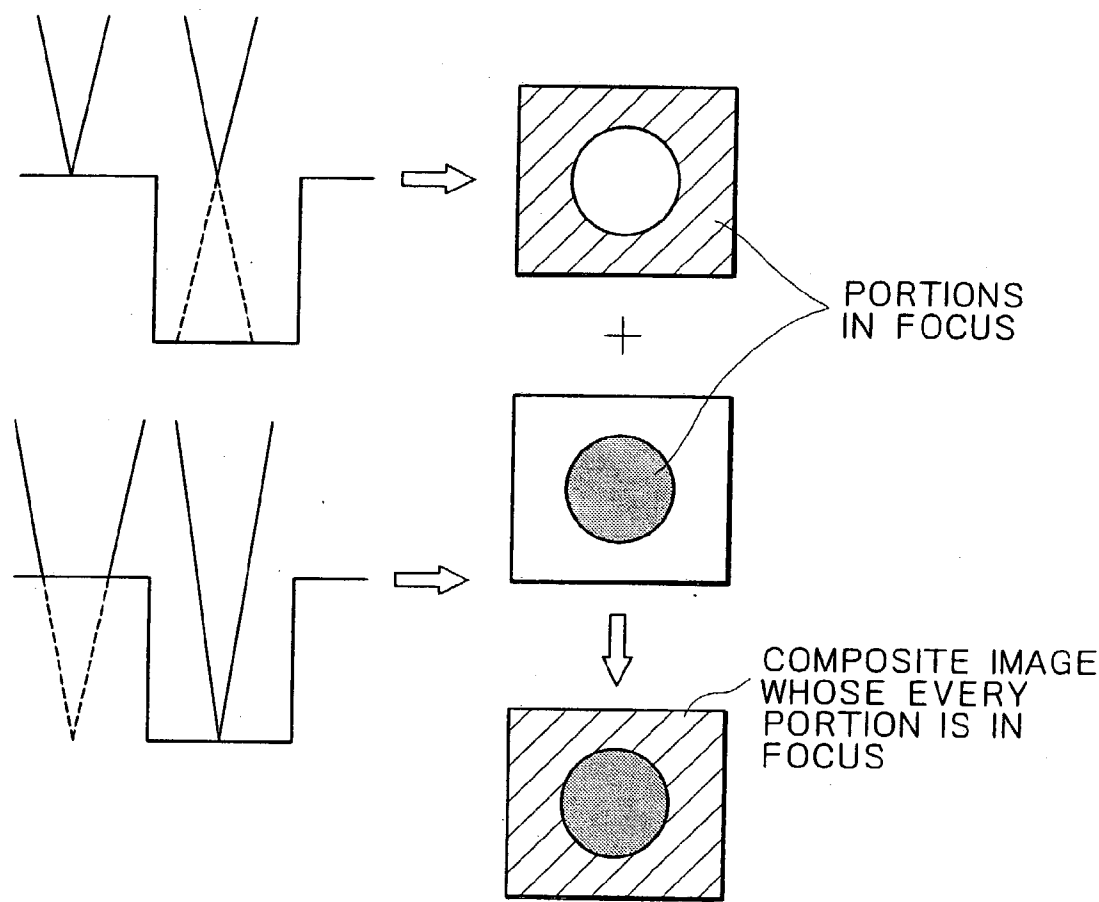 PORTIONS
IN FOCUS
COMPOSITE IMAGE
WHOSE EVERY
PORTION IS IN
FOCUS